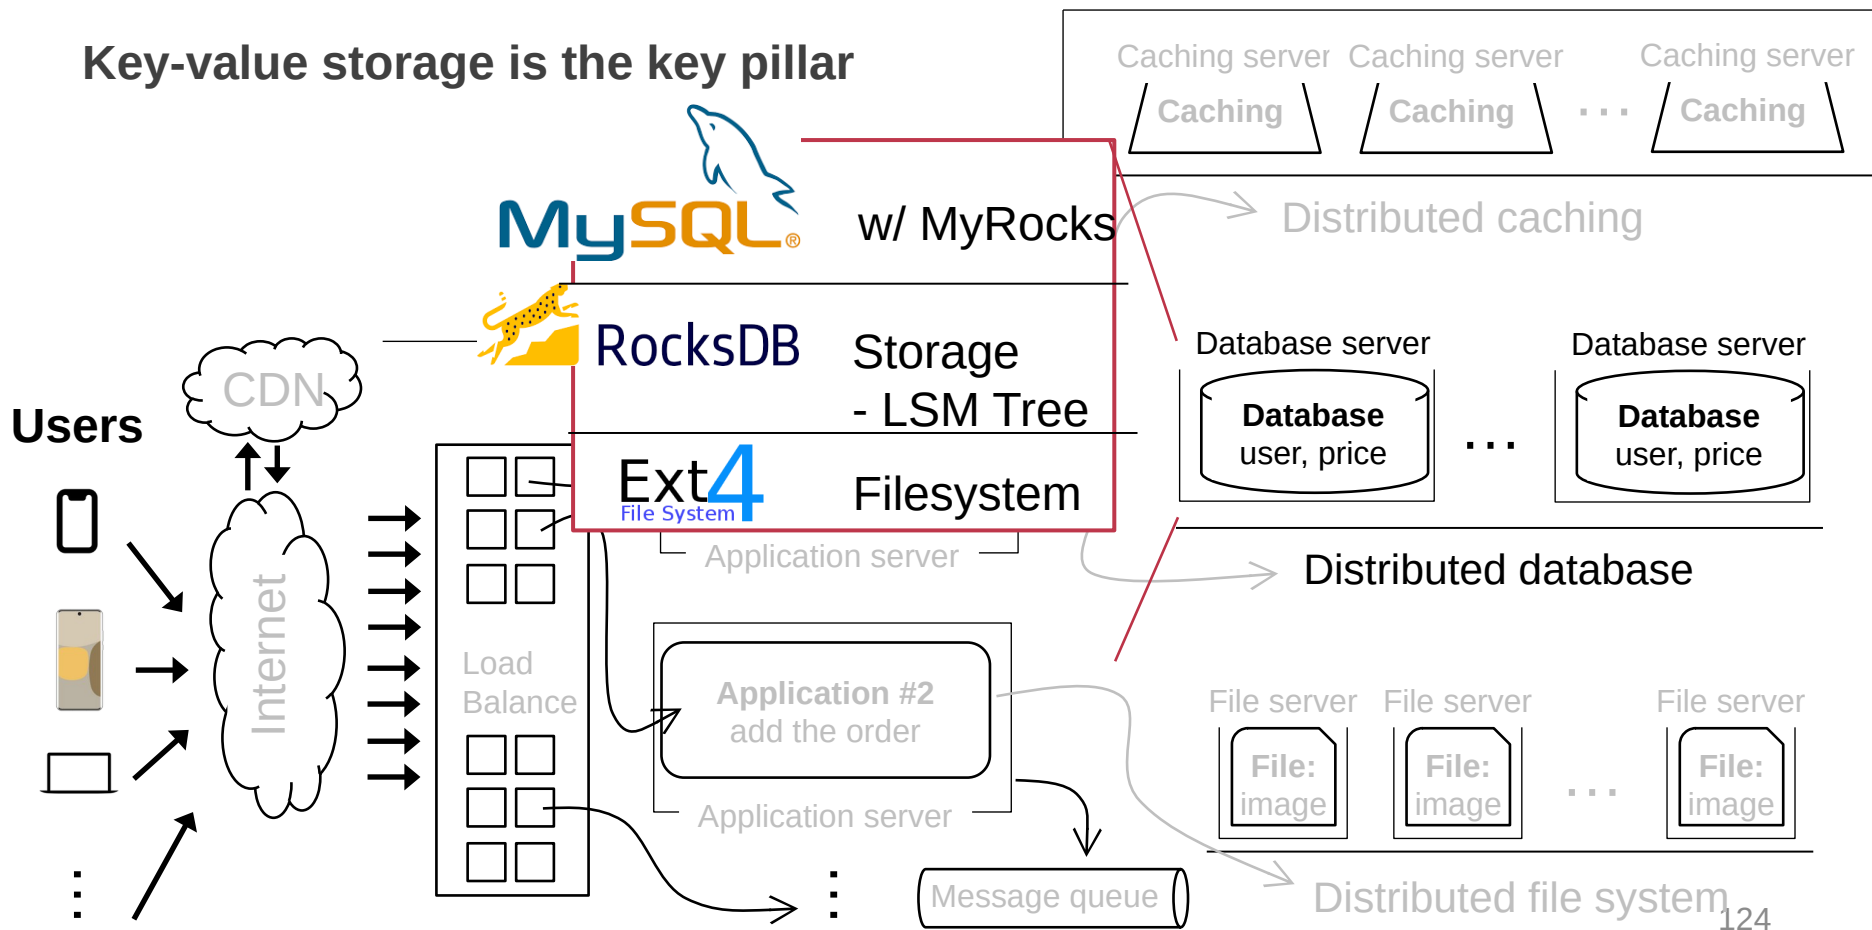 Key-value storage is the key pillar
Caching server
Caching server
Caching server
Caching
Caching
...
Caching
Distributed caching
MySQL®
w/ MyRocks
RocksDB
Storage
- LSM Tree
Ext4
File System
Filesystem
Application server
Users
CDN
Internet
Load
Balance
Database server
Database server
Database
user, price
...
Database
user, price
Distributed database
Application #2
add the order
Application server
Message queue
File server
File server
File server
File:
image
File:
image
...
File:
image
Distributed file system
124